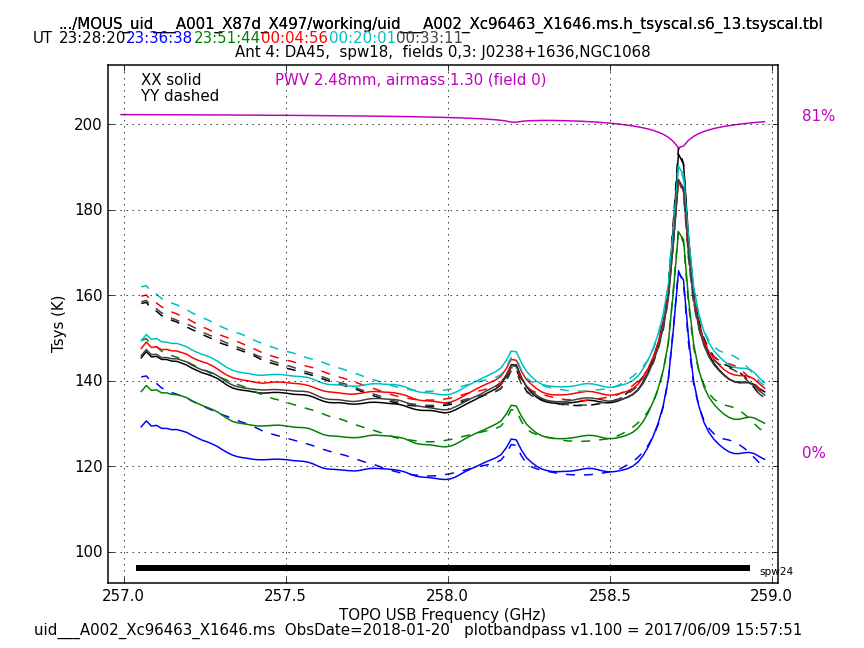 .../MOUS_uid___A001_X87d_X497/working/uid___A002_Xc96463_X1646.ms.h_tsyscal.s6_13.tsyscal.tbl
UT 23:28:20 23:36:38 23:51:44 00:04:56 00:20:01 00:33:11
Ant 4: DA45, spw18, fields 0,3: J0238+1636,NGC1068
XX solid PWV 2.48mm, airmass 1.30 (field 0)
YY dashed
81%
200
180
160
140
120
100
Tsys (K)
0%
spw24
257.0 257.5 258.0 258.5 259.0
TOPO USB Frequency (GHz)
uid___A002_Xc96463_X1646.ms ObsDate=2018-01-20 plotbandpass v1.100 = 2017/06/09 15:57:51